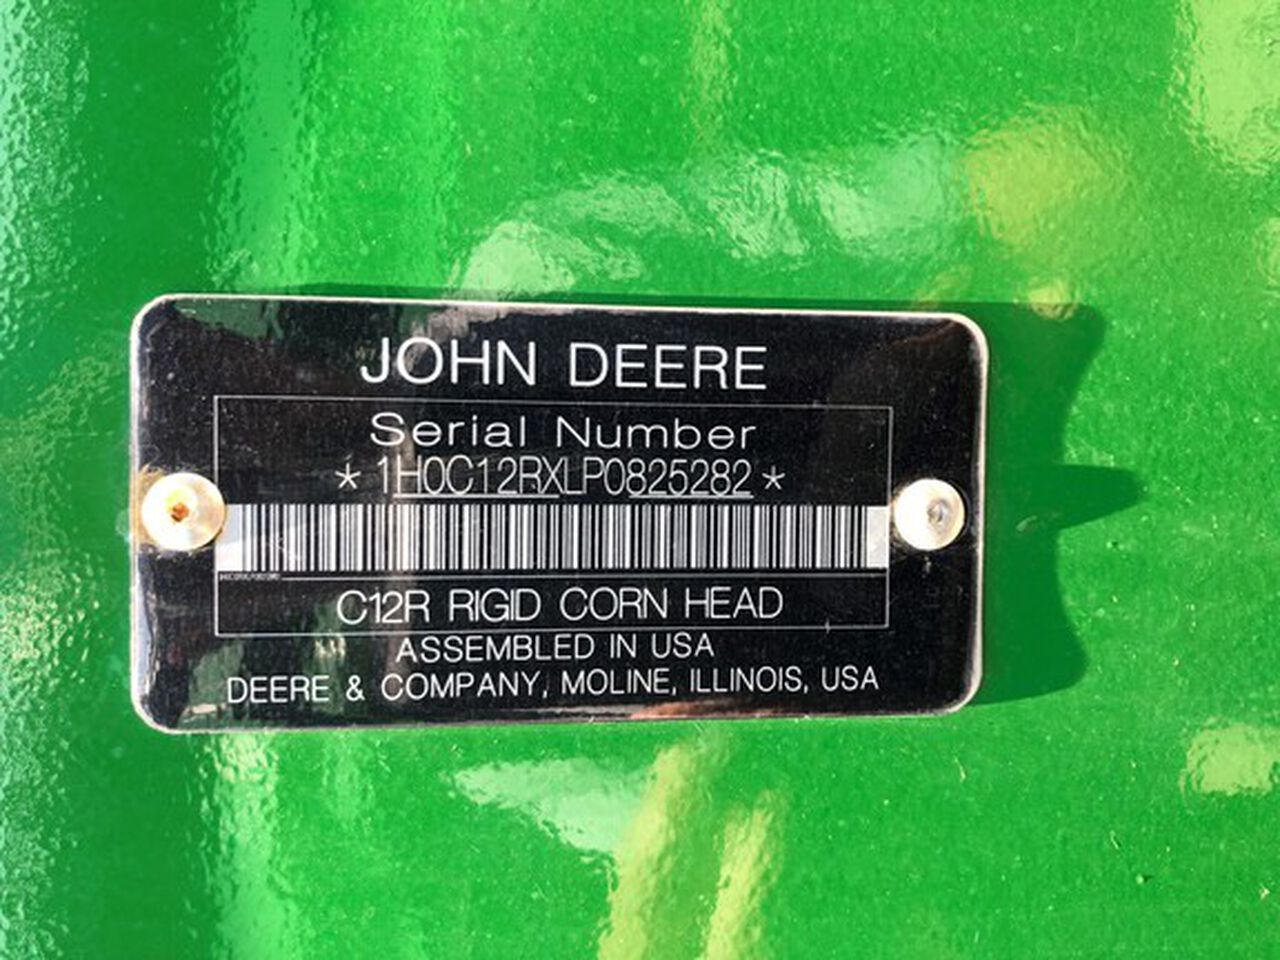 JOHN DEERE
Serial Number
* 1H0C12RXLP0825282 *
C12R RIGID CORN HEAD
ASSEMBLED IN USA
DEERE & COMPANY, MOLINE, ILLINOIS, USA